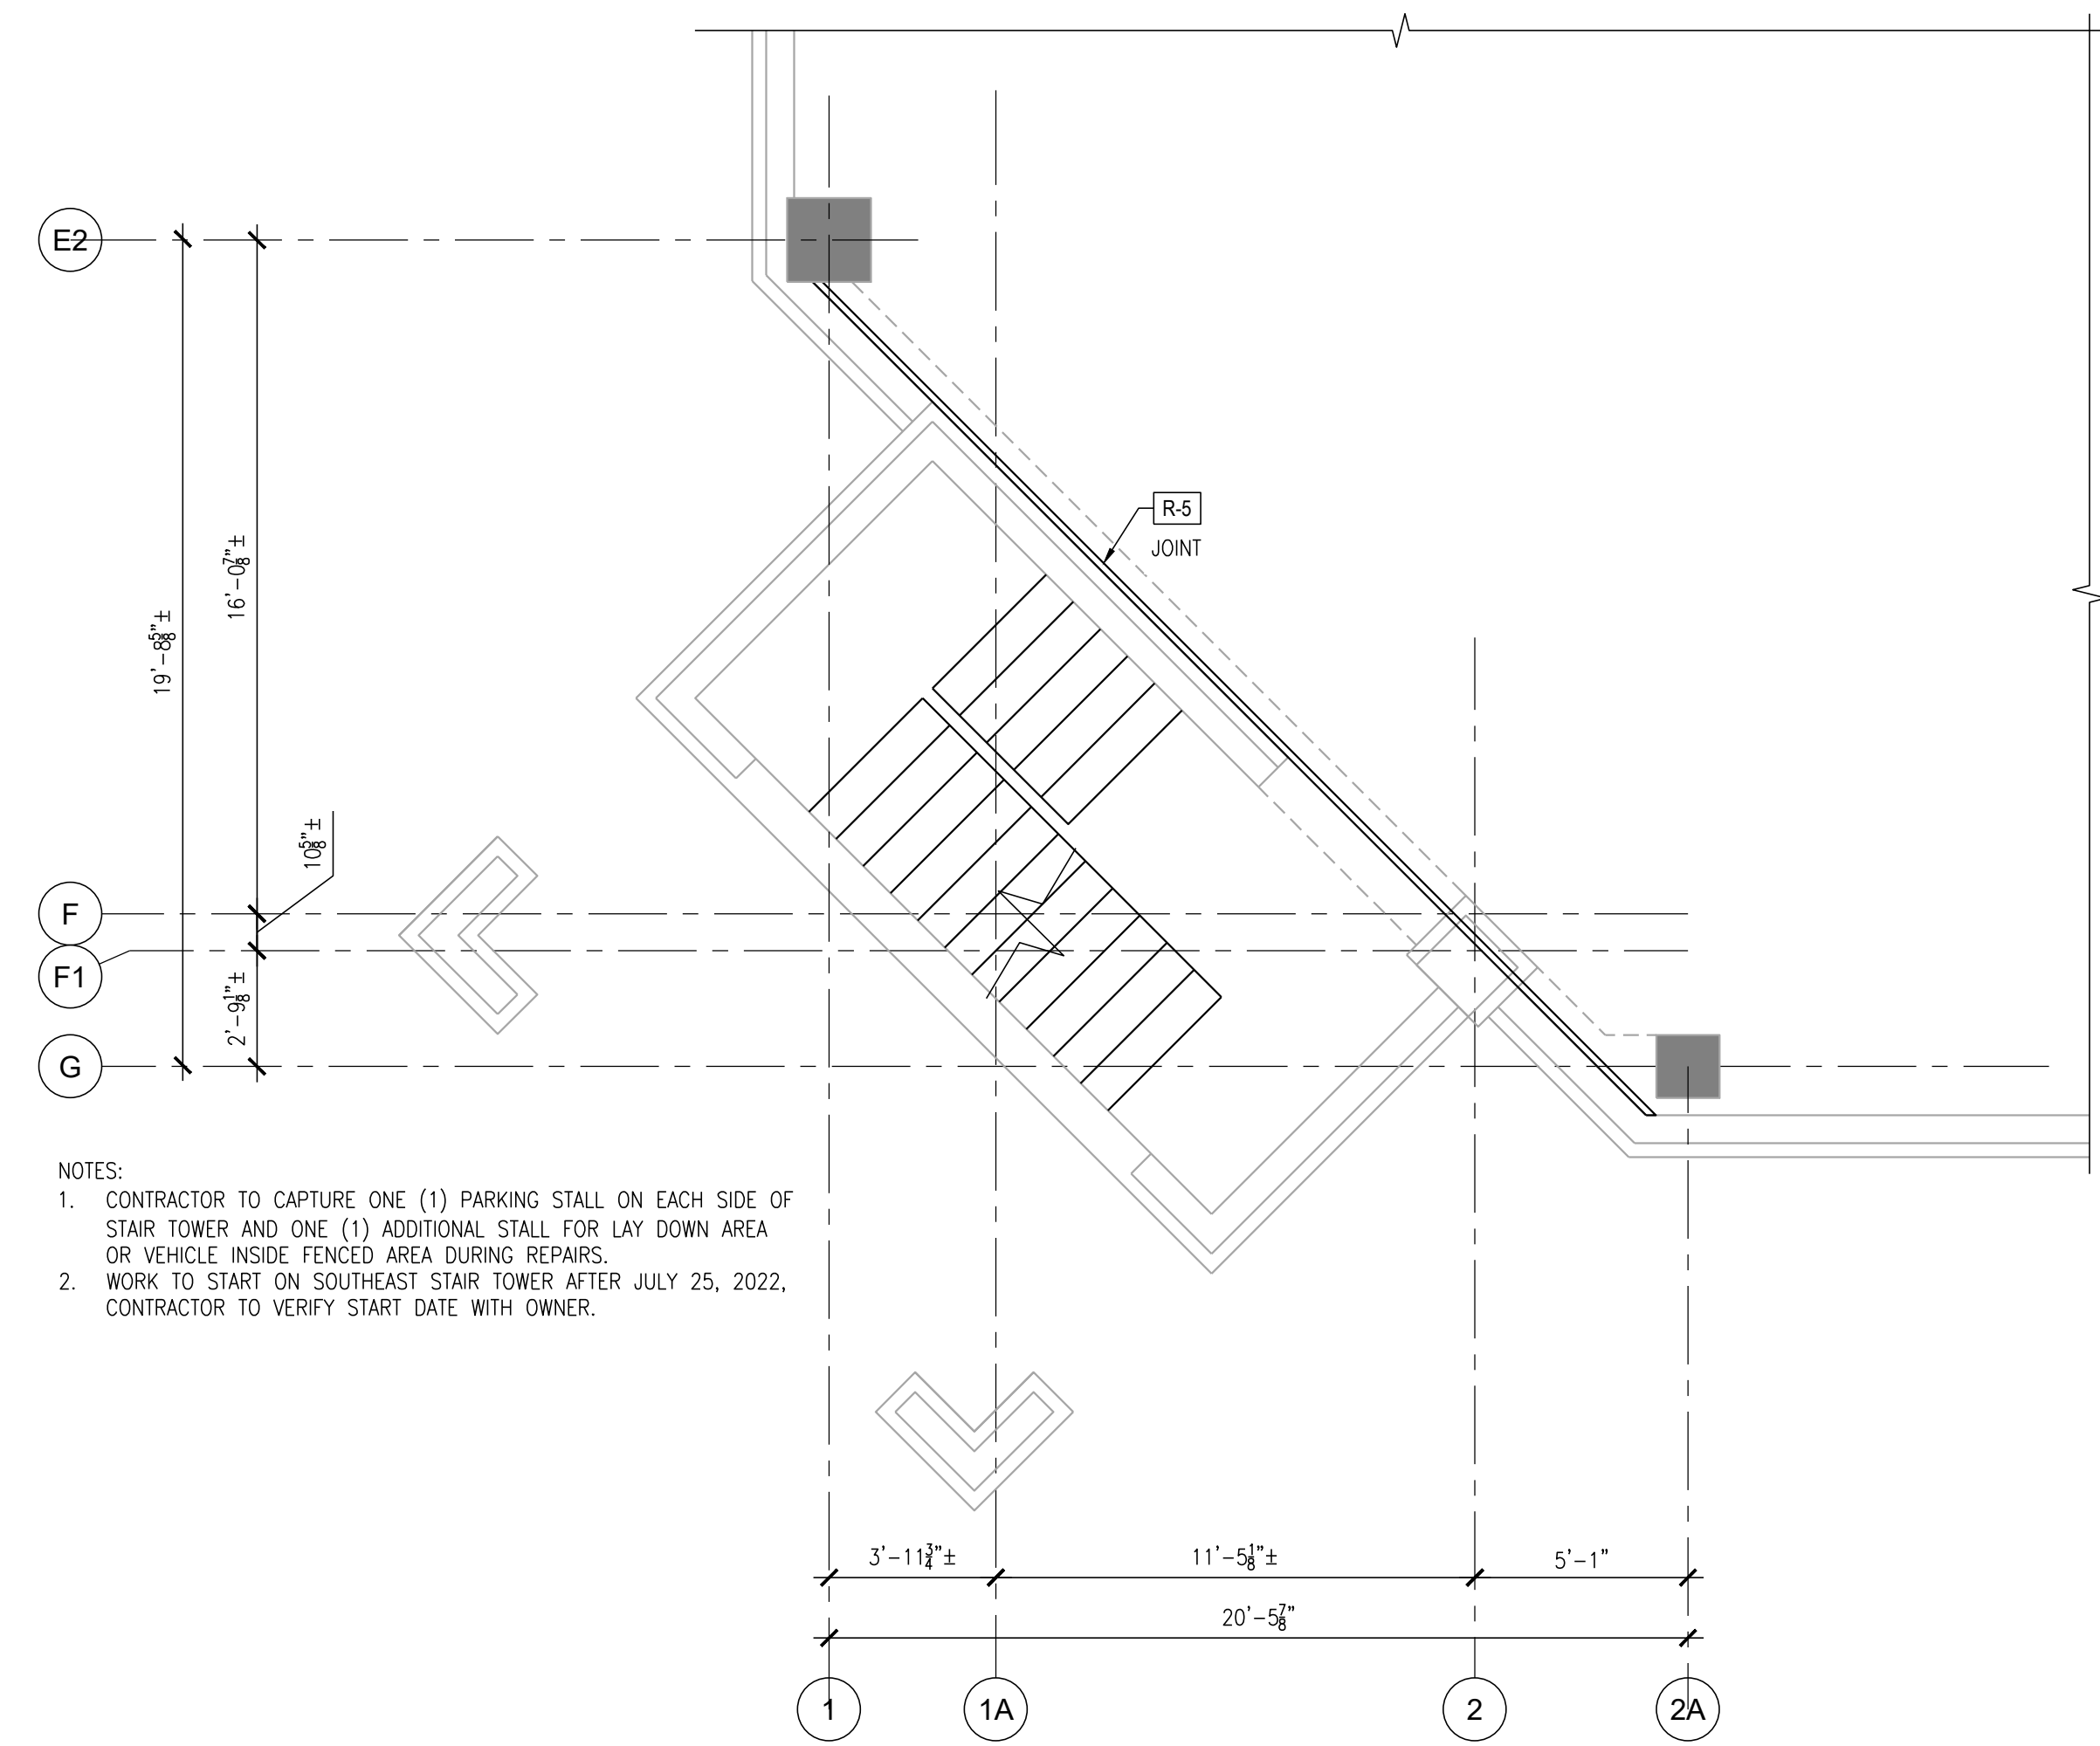 E2
R-5
JOINT
16'-0⅞"±
19'-8⅝"±
10⅝"±
F
F1
2'-9⅛"±
G
NOTES:
1. CONTRACTOR TO CAPTURE ONE (1) PARKING STALL ON EACH SIDE OF
STAIR TOWER AND ONE (1) ADDITIONAL STALL FOR LAY DOWN AREA
OR VEHICLE INSIDE FENCED AREA DURING REPAIRS.
2. WORK TO START ON SOUTHEAST STAIR TOWER AFTER JULY 25, 2022,
CONTRACTOR TO VERIFY START DATE WITH OWNER.
3'-11¾"± 11'-5⅛"± 5'-1"
20'-5⅞"
1 1A 2 2A